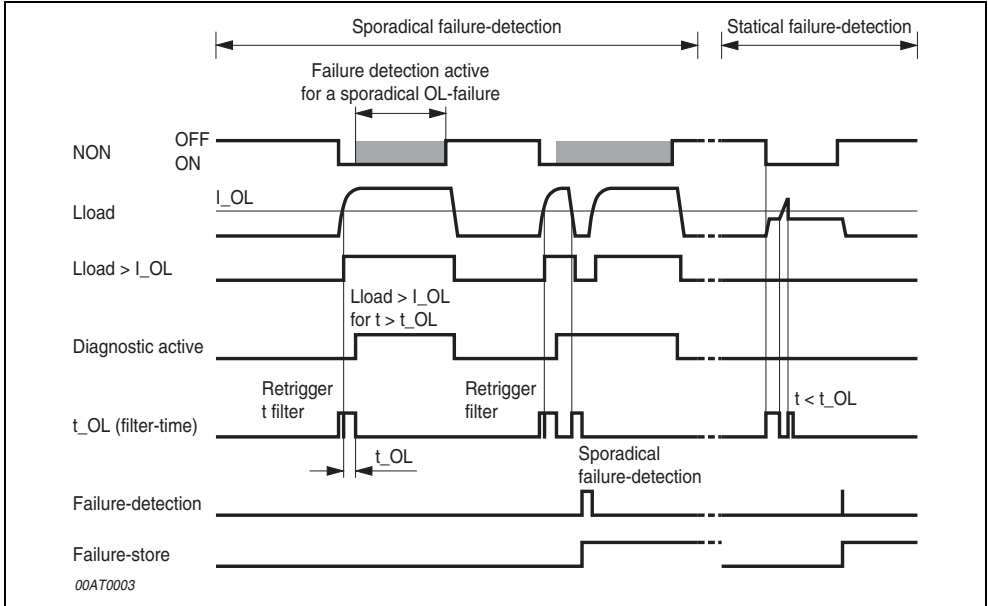 Sporadical failure-detection
Statical failure-detection
Failure detection active
for a sporadical OL-failure
NON
OFF
ON
I_OL
Lload
Lload > I_OL
Lload > I_OL
for t > t_OL
Diagnostic active
Retrigger
t filter
Retrigger
filter
t < t_OL
t_OL (filter-time)
t_OL
Sporadical
failure-detection
Failure-detection
Failure-store
00AT0003